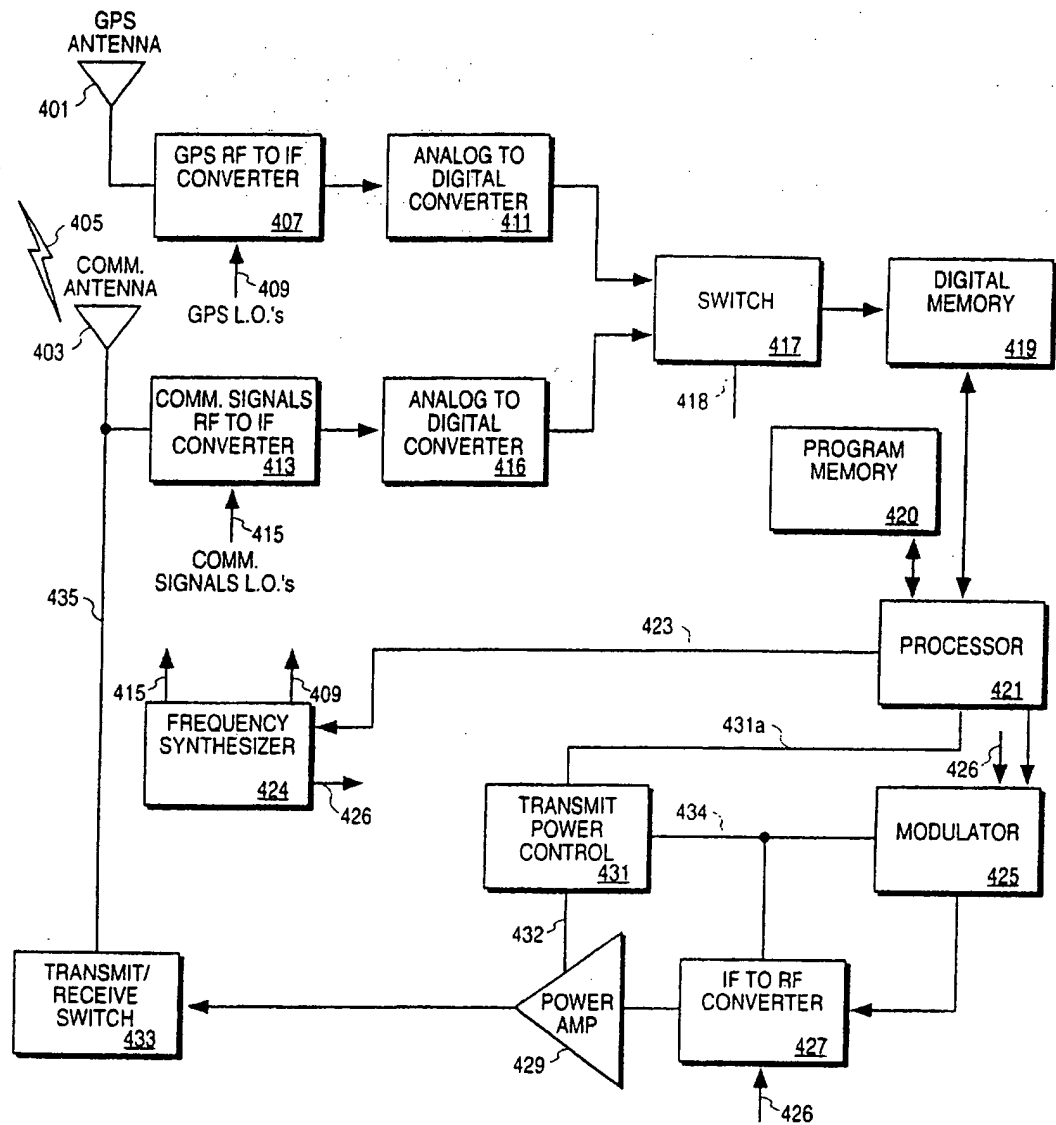 GPS
ANTENNA
401
GPS RF TO IF
CONVERTER
407
ANALOG TO
DIGITAL
CONVERTER
411
405
409
GPS L.O.'s
COMM.
ANTENNA
403
SWITCH
417
418
DIGITAL
MEMORY
419
COMM. SIGNALS
RF TO IF
CONVERTER
413
ANALOG TO
DIGITAL
CONVERTER
416
415
COMM.
SIGNALS L.O.'s
PROGRAM
MEMORY
420
435
423
PROCESSOR
421
415
409
FREQUENCY
SYNTHESIZER
424
426
431a
426
TRANSMIT
POWER
CONTROL
431
434
MODULATOR
425
432
TRANSMIT/
RECEIVE
SWITCH
433
POWER
AMP
429
IF TO RF
CONVERTER
427
426